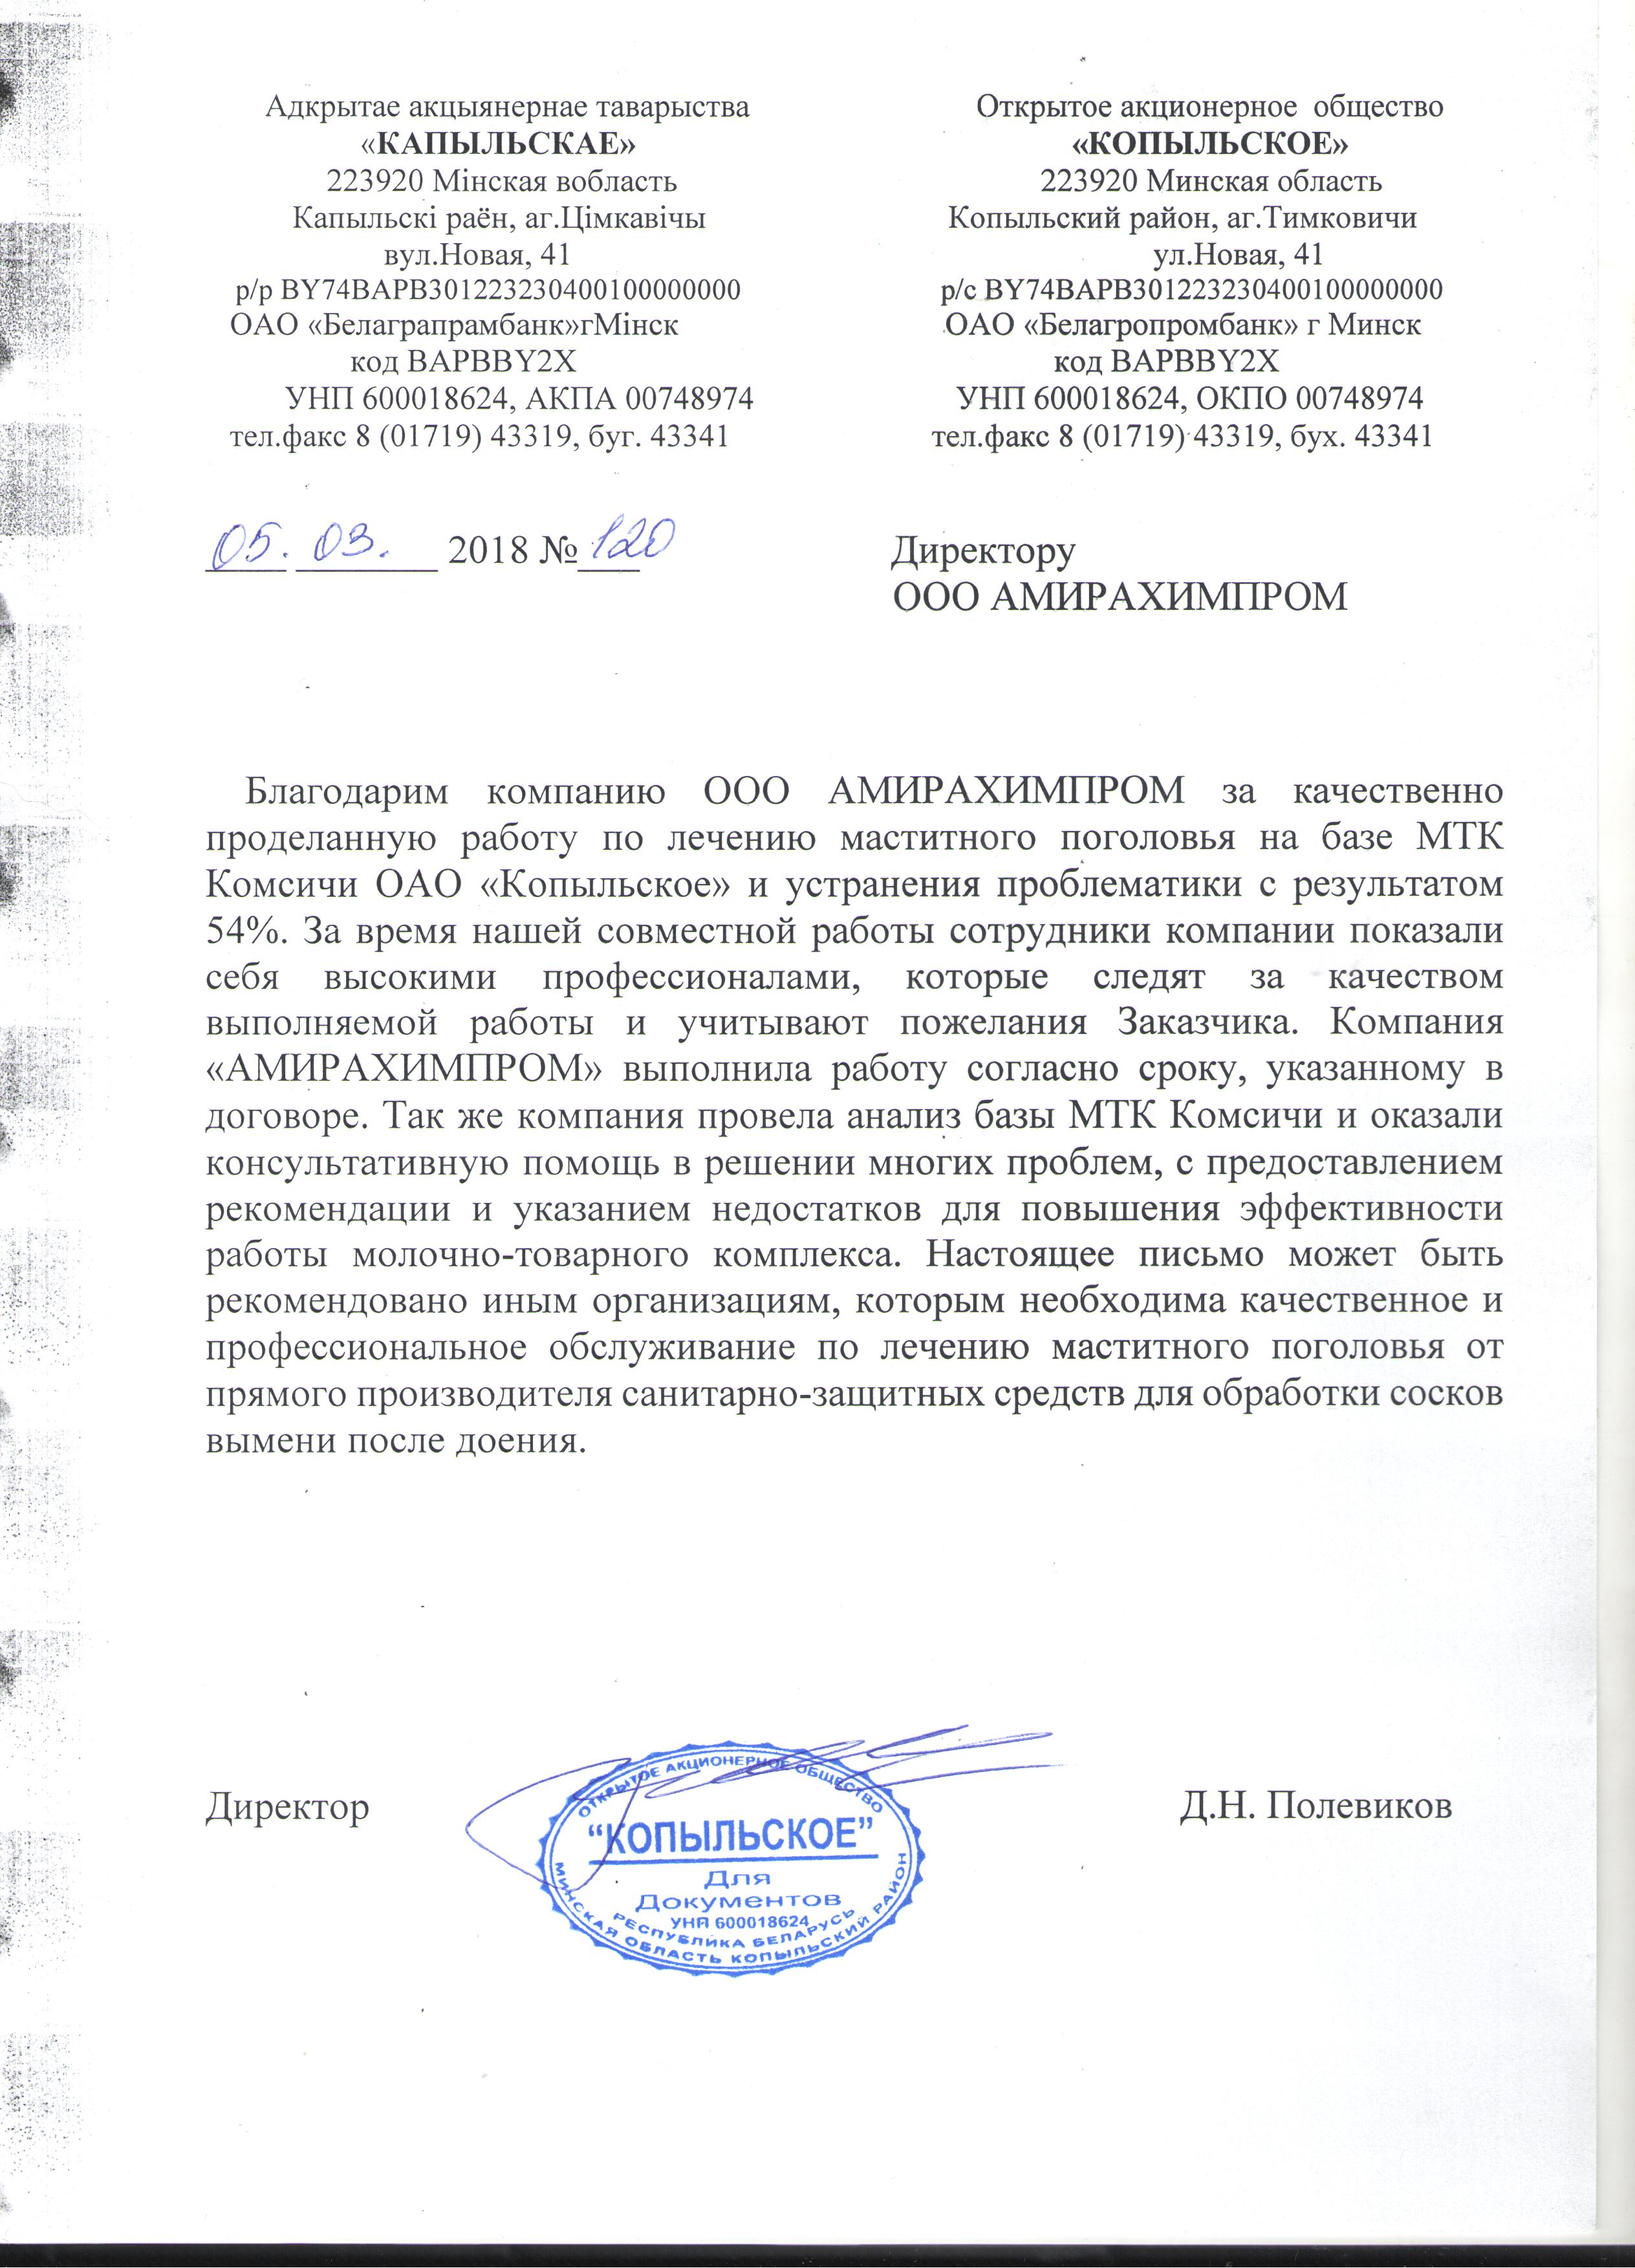 Адкрытае акцыянернае таварыства
«КАПЫЛЬСКАЕ»
223920 Мінская вобласть
Капыльскі раён, аг.Цімкавічы
вул.Новая, 41
р/р BY74BAPB30122323040010000000​0
ОАО «Белаграпрамбанк»гМінск
код BAPBBY2X
УНП 600018624, АКПА 00748974
тел.факс 8 (01719) 43319, буг. 43341
Открытое акционерное общество
«КОПЫЛЬСКОЕ»
223920 Минская область
Копыльский район, аг.Тимковичи
ул.Новая, 41
р/с BY74BAPB301223230400100000000
ОАО «Белагропромбанк» г Минск
код BAPBBY2X
УНП 600018624, ОКПО 00748974
тел.факс 8 (01719) 43319, бух. 43341
05. 03. 2018 № 120
Директору
ООО АМИРАХИМПРОМ
Благодарим компанию ООО АМИРАХИМПРОМ за качественно
проделанную работу по лечению маститного поголовья на базе МТК
Комсичи ОАО «Копыльское» и устранения проблематики с результатом
54%. За время нашей совместной работы сотрудники компании показали
себя высокими профессионалами, которые следят за качеством
выполняемой работы и учитывают пожелания Заказчика. Компания
«АМИРАХИМПРОМ» выполнила работу согласно сроку, указанному в
договоре. Так же компания провела анализ базы МТК Комсичи и оказали
консультативную помощь в решении многих проблем, с предоставлением
рекомендации и указанием недостатков для повышения эффективности
работы молочно-товарного комплекса. Настоящее письмо может быть
рекомендовано иным организациям, которым необходима качественное и
профессиональное обслуживание по лечению маститного поголовья от
прямого производителя санитарно-защитных средств для обработки сосков
вымени после доения.
Директор
Д.Н. Полевиков
ОТКРЫТОЕ АКЦИОНЕРНОЕ ОБЩЕСТВО
“КОПЫЛЬСКОЕ”
Для
Документов
УНП 600018624
РЕСПУБЛИКА БЕЛАРУСЬ
МИНСКАЯ ОБЛАСТЬ КОПЫЛЬСКИЙ РАЙОН